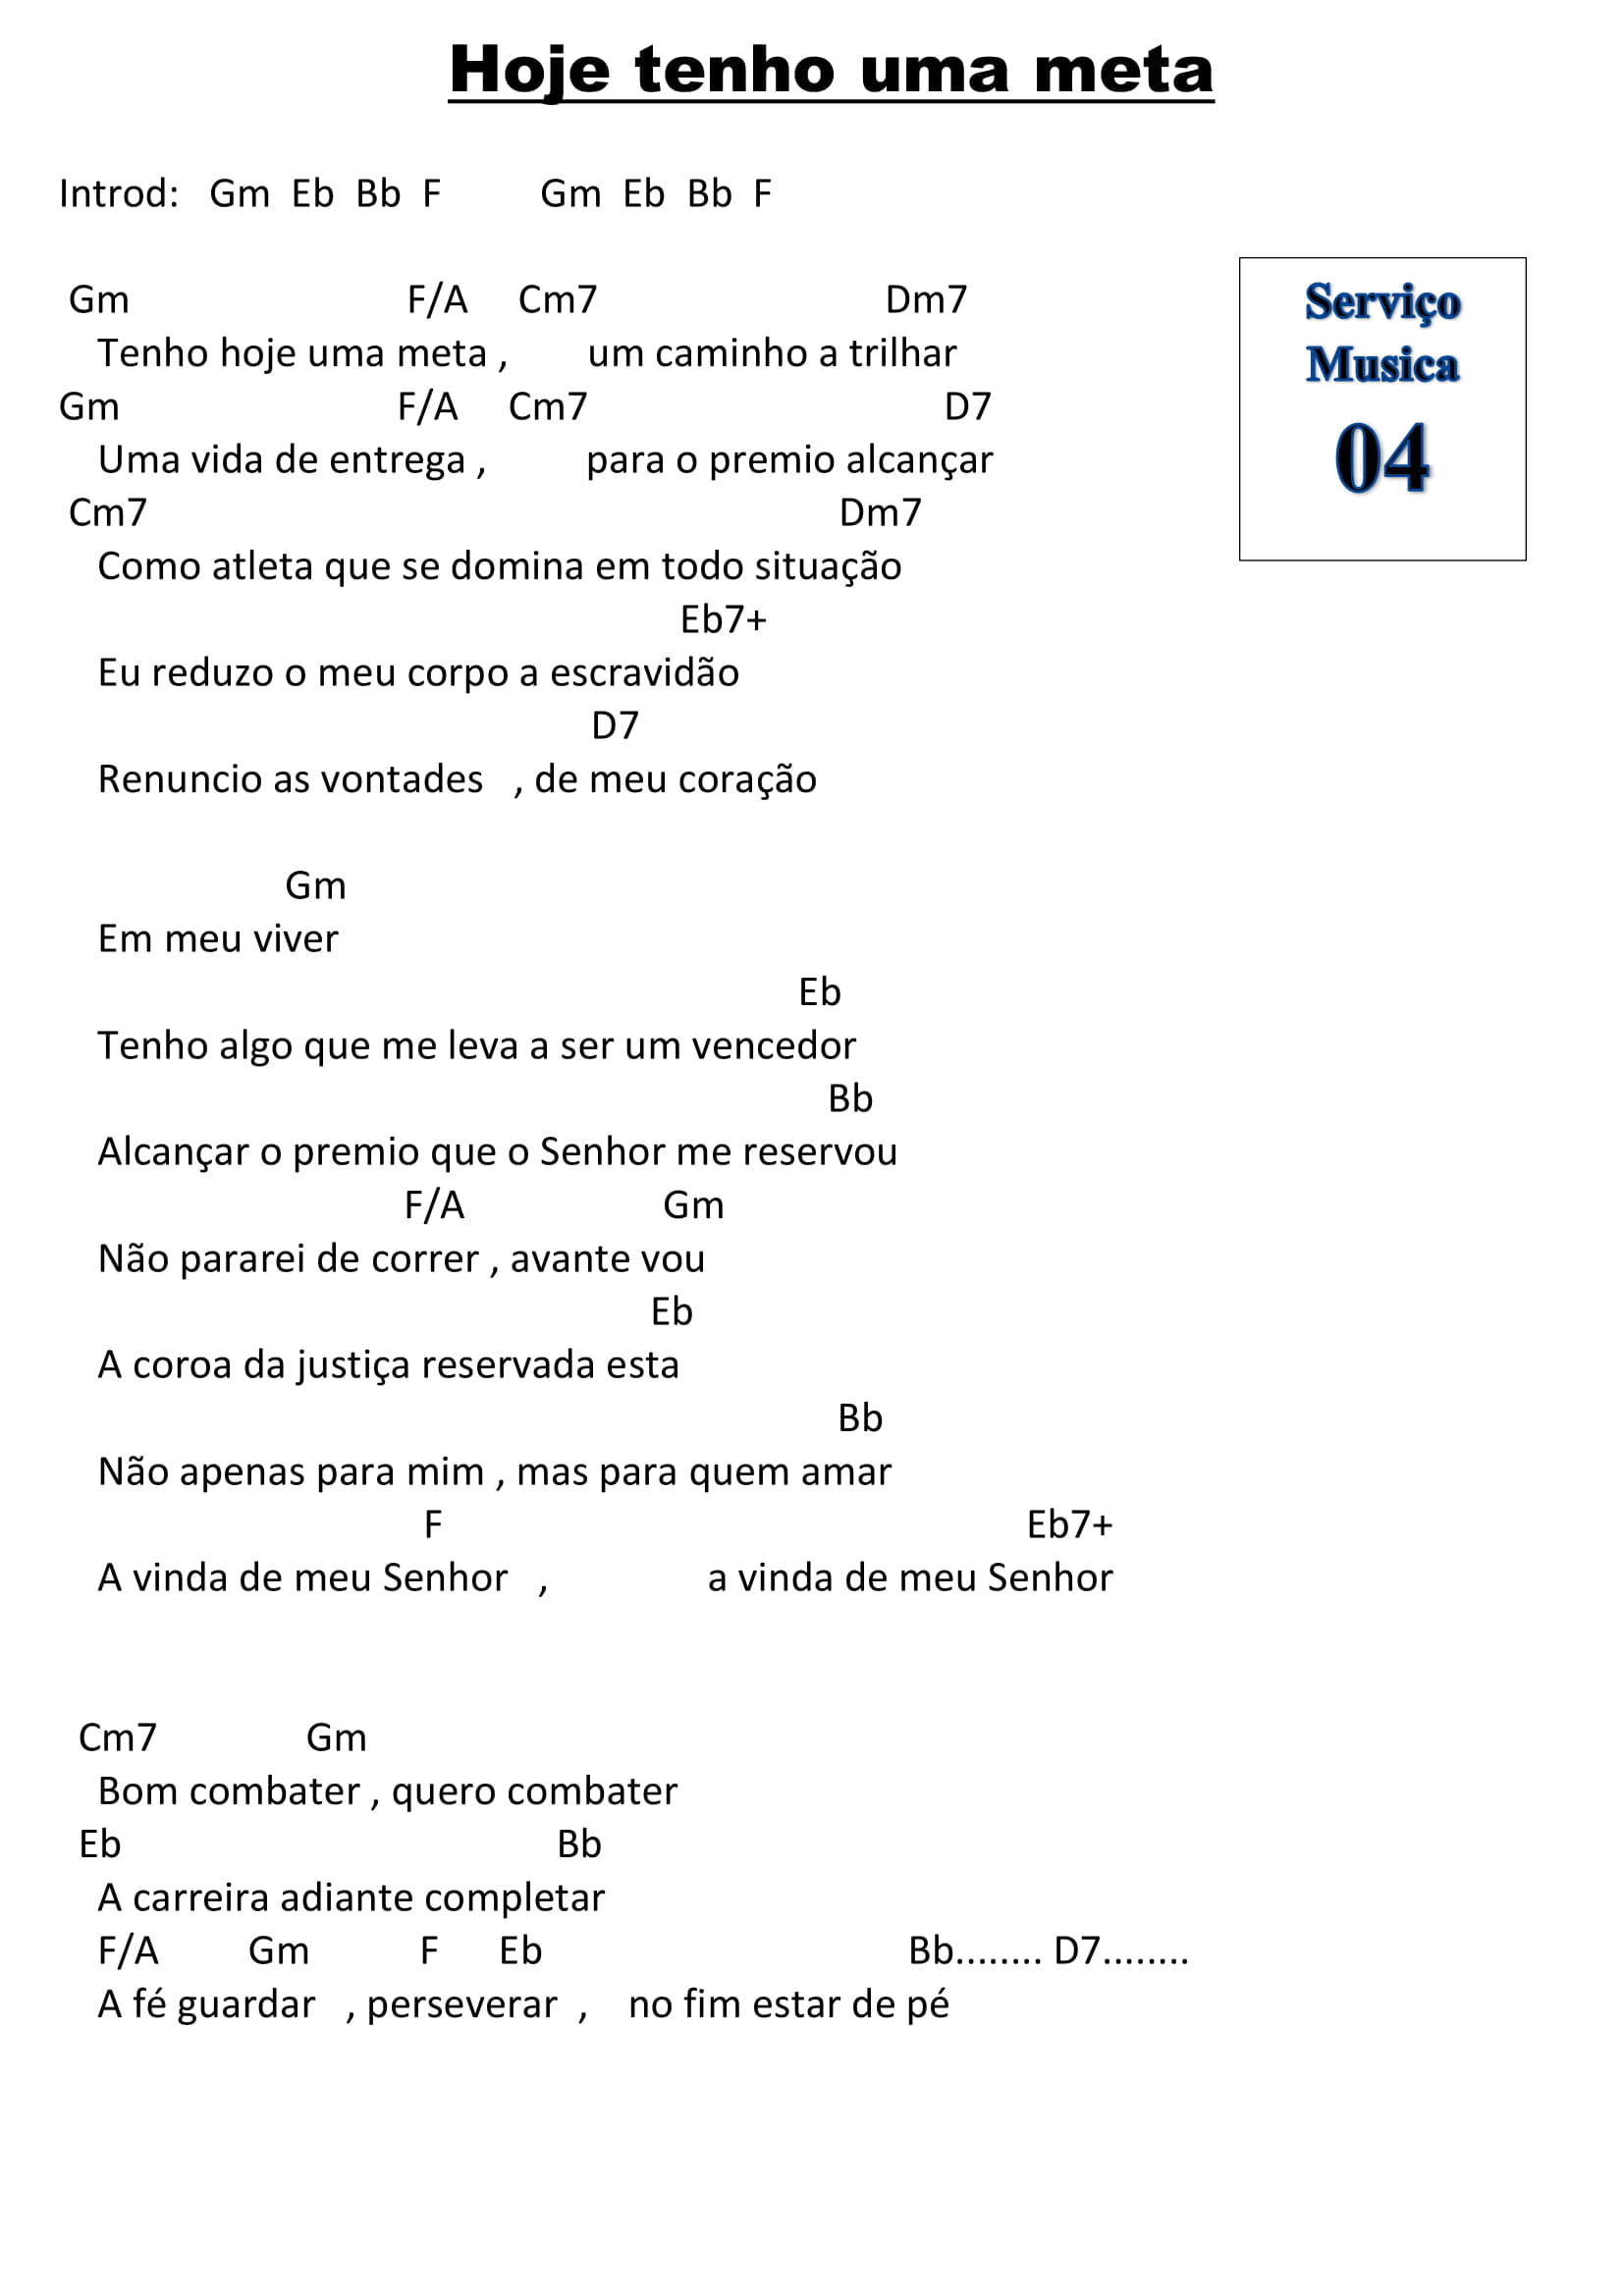 Hoje tenho uma meta
Introd: Gm Eb Bb F Gm Eb Bb F
Gm F/A Cm7 Dm7
Tenho hoje uma meta , um caminho a trilhar
Gm F/A Cm7 D7
Uma vida de entrega , para o premio alcançar
Cm7 Dm7
Como atleta que se domina em todo situação
Eb7+
Eu reduzo o meu corpo a escravidão
D7
Renuncio as vontades , de meu coração
Gm
Em meu viver
Eb
Tenho algo que me leva a ser um vencedor
Bb
Alcançar o premio que o Senhor me reservou
F/A Gm
Não pararei de correr , avante vou
Eb
A coroa da justiça reservada esta
Bb
Não apenas para mim , mas para quem amar
F Eb7+
A vinda de meu Senhor , a vinda de meu Senhor
Cm7 Gm
Bom combater , quero combater
Eb Bb
A carreira adiante completar
F/A Gm F Eb Bb........ D7........
A fé guardar , perseverar , no fim estar de pé
Serviço
Musica
04